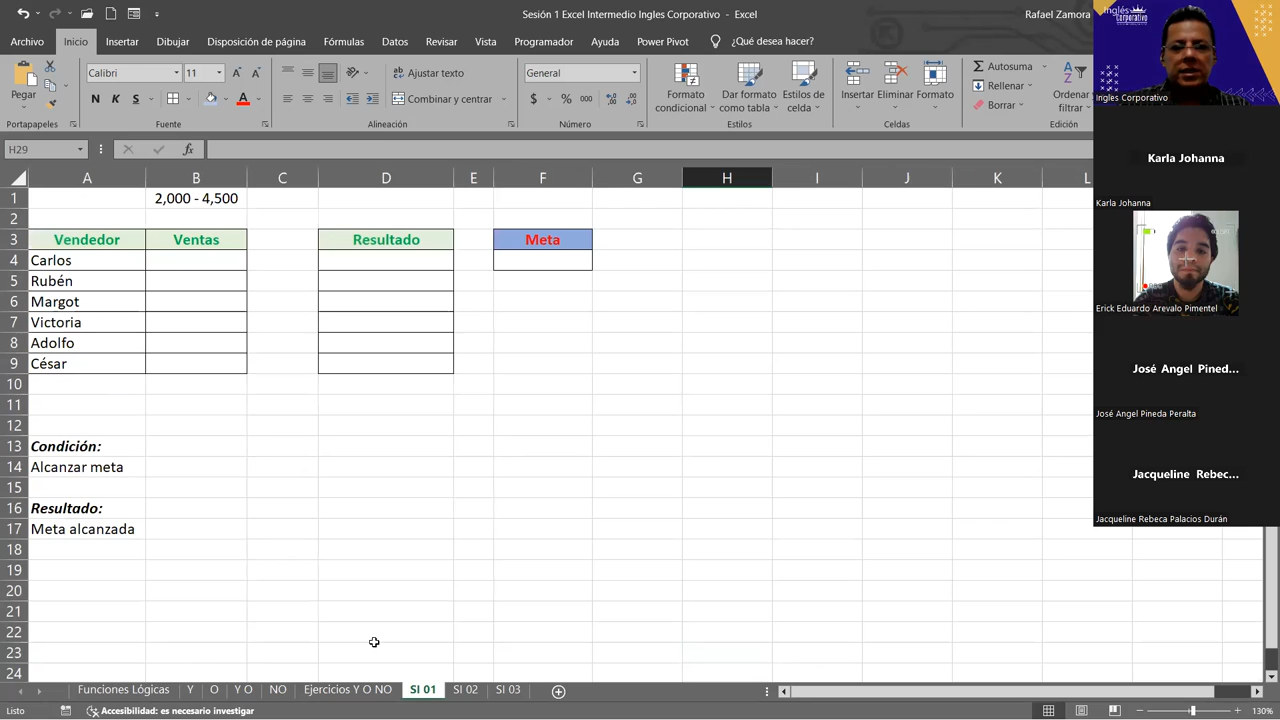 Sesión 1 Excel Intermedio Ingles Corporativo - Excel
Rafael Zamora
Archivo Inicio Insertar Dibujar Disposición de página Fórmulas Datos Revisar Vista Programador Ayuda Power Pivot ¿Qué desea hacer?
Pegar
Calibri 11
N K S
Ajustar texto
Combinar y centrar
General
$ % 000
Formato condicional
Dar formato como tabla
Estilos de celda
Insertar Eliminar Formato
Autosuma
Rellenar
Borrar
Ordenar filtrar
Portapapeles Fuente Alineación Número Estilos Celdas Edición
H29 fx
A B C D E F G H I J K L
1 2,000 - 4,500
2
3 Vendedor Ventas Resultado Meta
4 Carlos
5 Rubén
6 Margot
7 Victoria
8 Adolfo
9 César
10
11
12
13 Condición:
14 Alcanzar meta
15
16 Resultado:
17 Meta alcanzada
18
19
20
21
22
23
24
Funciones Lógicas Y O Y O NO Ejercicios Y O NO SI 01 SI 02 SI 03
Listo Accesibilidad: es necesario investigar 130%
Inglés Corporativo
Ingles Corporativo
Karla Johanna
Karla Johanna
Erick Eduardo Arevalo Pimentel
José Angel Pined...
José Angel Pineda Peralta
Jacqueline Rebec...
Jacqueline Rebeca Palacios Durán